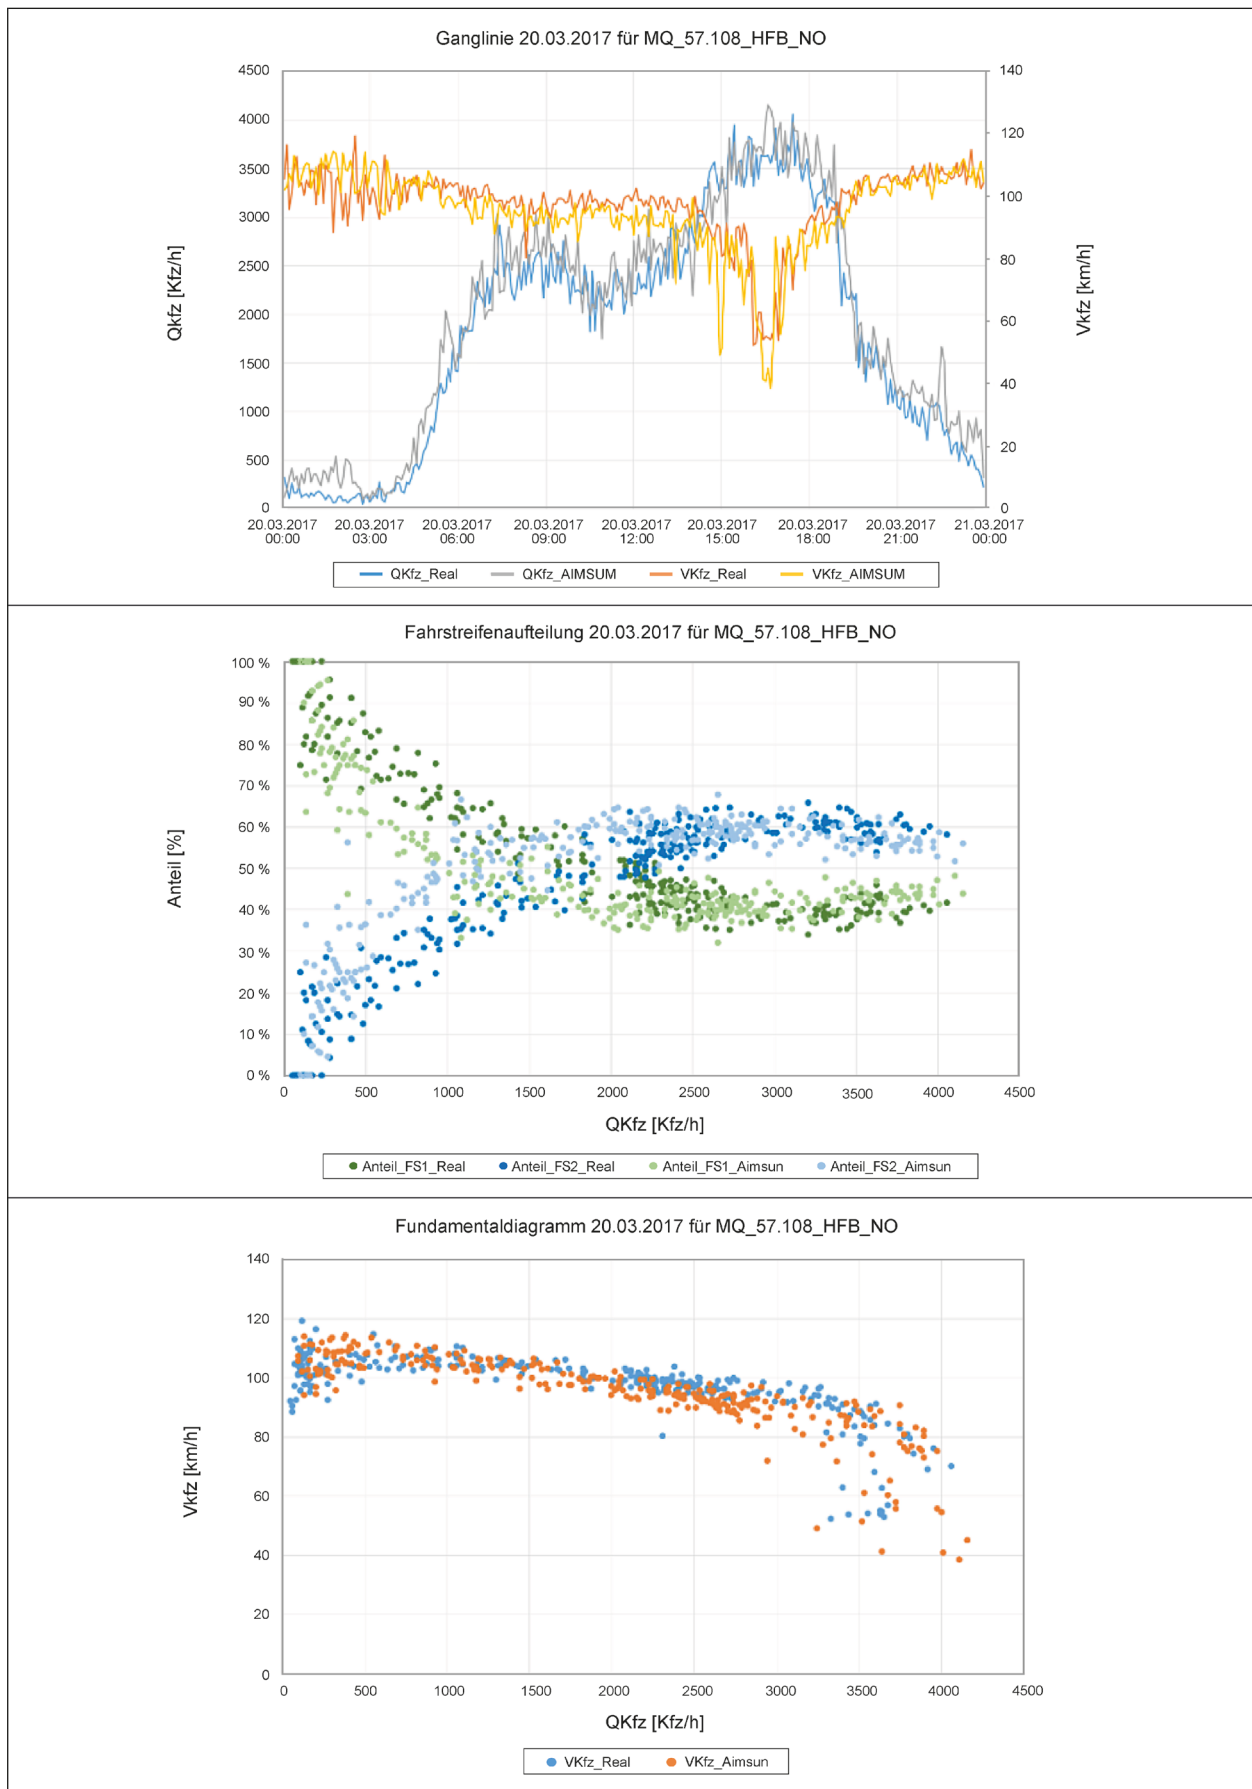 Ganglinie 20.03.2017 für MQ_57.108_HFB_NO
4500 140
4000 120
3500
3000 100
2500 80
2000 60
1500
1000 40
500 20
0 0
Qkfz [Kfz/h]
Vkfz [km/h]
20.03.2017 20.03.2017 20.03.2017 20.03.2017 20.03.2017 20.03.2017 20.03.2017 20.03.2017 21.03.2017
00:00 03:00 06:00 09:00 12:00 15:00 18:00 21:00 00:00
QKfz_Real QKfz_AIMSUM VKfz_Real VKfz_AIMSUM
Fahrstreifenaufteilung 20.03.2017 für MQ_57.108_HFB_NO
100 %
90 %
80 %
70 %
60 %
50 %
40 %
30 %
20 %
10 %
0 %
Anteil [%]
0 500 1000 1500 2000 2500 3000 3500 4000 4500
QKfz [Kfz/h]
Anteil_FS1_Real Anteil_FS2_Real Anteil_FS1_Aimsun Anteil_FS2_Aimsun
Fundamentaldiagramm 20.03.2017 für MQ_57.108_HFB_NO
140
120
100
80
60
40
20
0
Vkfz [km/h]
0 500 1000 1500 2000 2500 3000 3500 4000 4500
QKfz [Kfz/h]
VKfz_Real VKfz_Aimsun